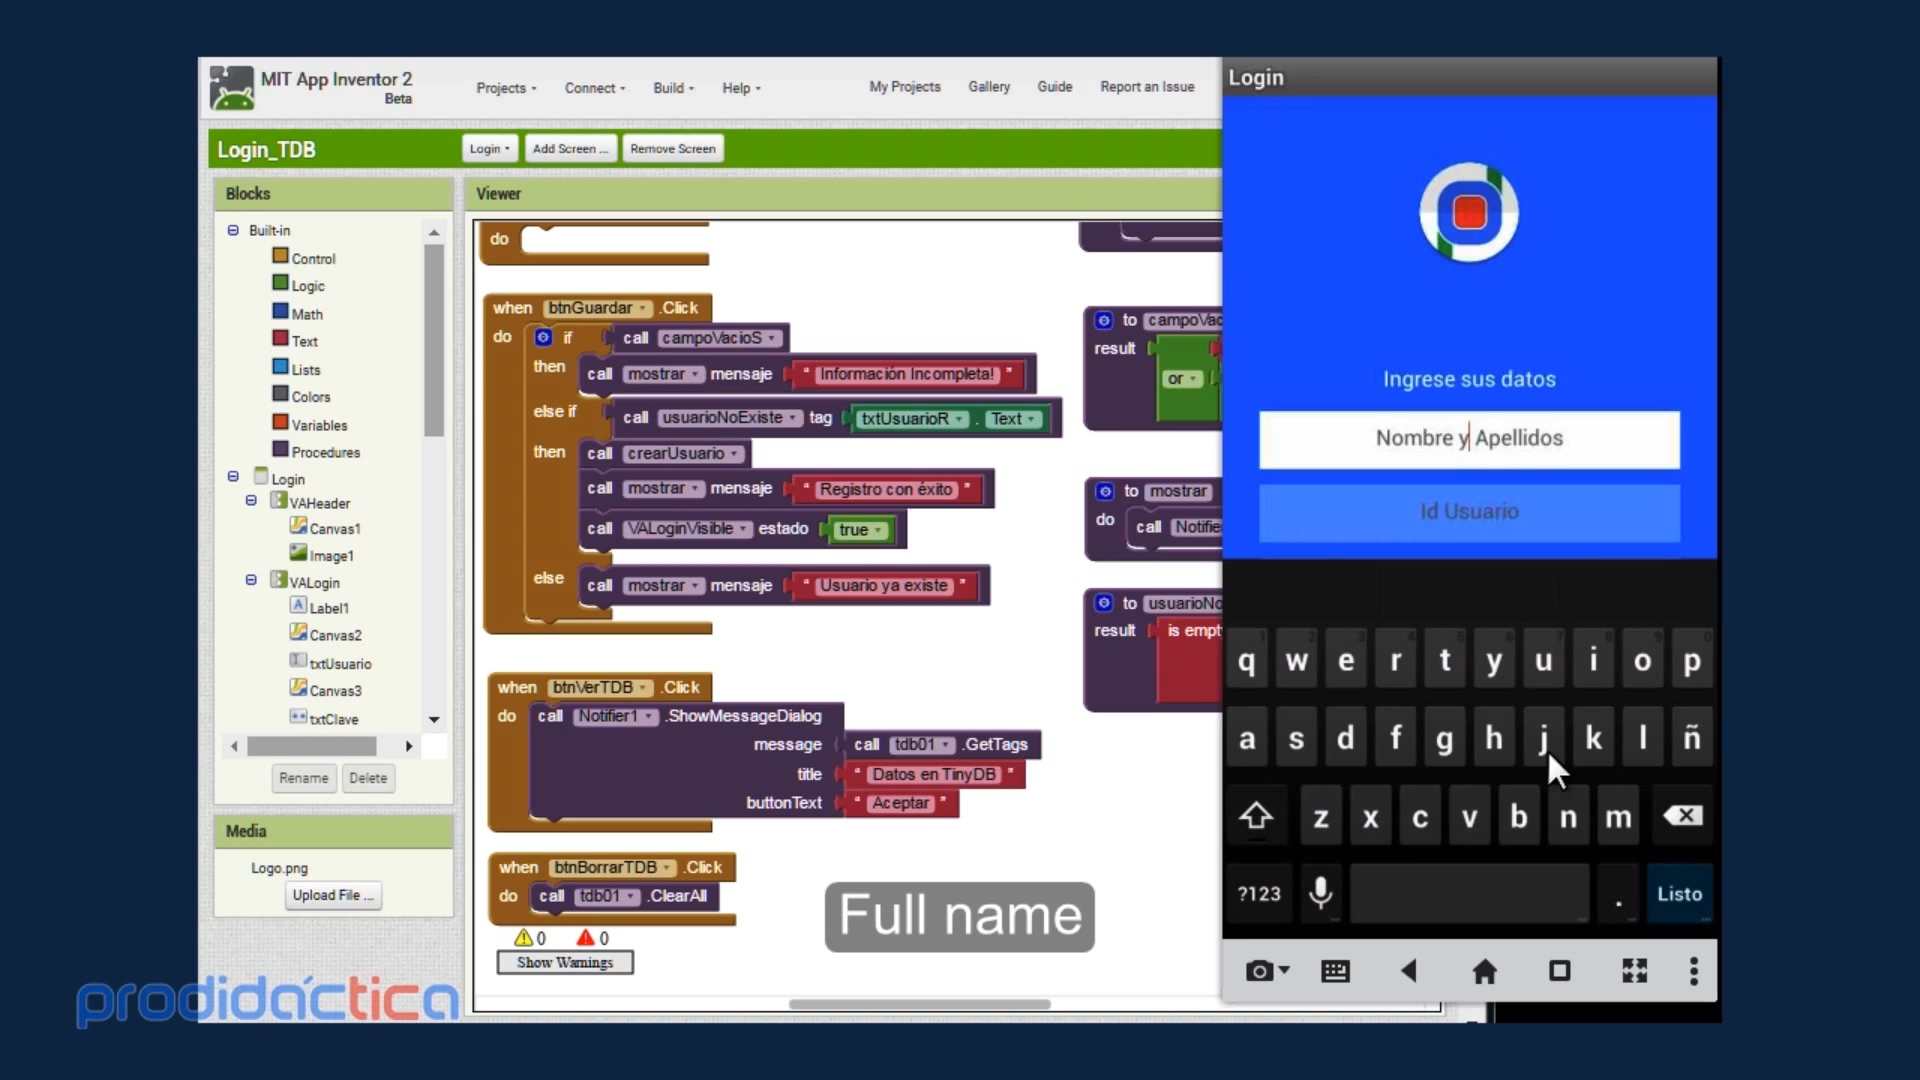 MIT App Inventor 2
Beta
Projects
Connect
Build
Help
My Projects
Gallery
Guide
Report an Issue
Login_TDB
Login
Add Screen ...
Remove Screen
Blocks
Built-in
Control
Logic
Math
Text
Lists
Colors
Variables
Procedures
Login
VAHeader
Canvas1
Image1
VALogin
Label1
Canvas2
txtUsuario
Canvas3
txtClave
Rename
Delete
Media
Logo.png
Upload File ...
Viewer
do
when btnGuardar .Click
do if call campoVacioS
then call mostrar mensaje " Información Incompleta! "
else if call usuarioNoExiste tag txtUsuarioR . Text
then call crearUsuario
call mostrar mensaje " Registro con éxito "
call VALoginVisible estado true
else call mostrar mensaje " Usuario ya existe "
when btnVerTDB .Click
do call Notifier1 .ShowMessageDialog
message call tdb01 .GetTags
title " Datos en TinyDB "
buttonText " Aceptar "
when btnBorrarTDB .Click
do call tdb01 .ClearAll
0 0
Show Warnings
to campoVac
result
or
to mostrar
do call Notifie
to usuarioNo
result is empt
Login
Ingrese sus datos
Nombre y Apellidos
Id Usuario
q w e r t y u i o p
a s d f g h j k l ñ
z x c v b n m
?123 . Listo
Full name
prodidáctica